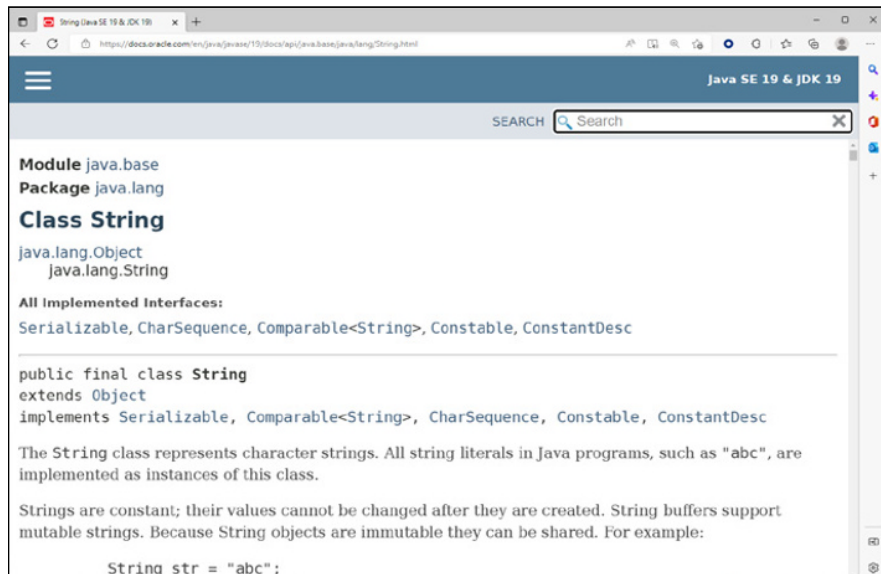 String (Java SE 19 & JDK 19)
https://docs.oracle.com/en/java/javase/19/docs/api/java.base/java/lang/String.html
Java SE 19 & JDK 19
SEARCH Search
Module java.base
Package java.lang
Class String
java.lang.Object
java.lang.String
All Implemented Interfaces:
Serializable, CharSequence, Comparable<String>, Constable, ConstantDesc
public final class String
extends Object
implements Serializable, Comparable<String>, CharSequence, Constable, ConstantDesc
The String class represents character strings. All string literals in Java programs, such as "abc", are
implemented as instances of this class.
Strings are constant; their values cannot be changed after they are created. String buffers support
mutable strings. Because String objects are immutable they can be shared. For example:
String str = "abc";